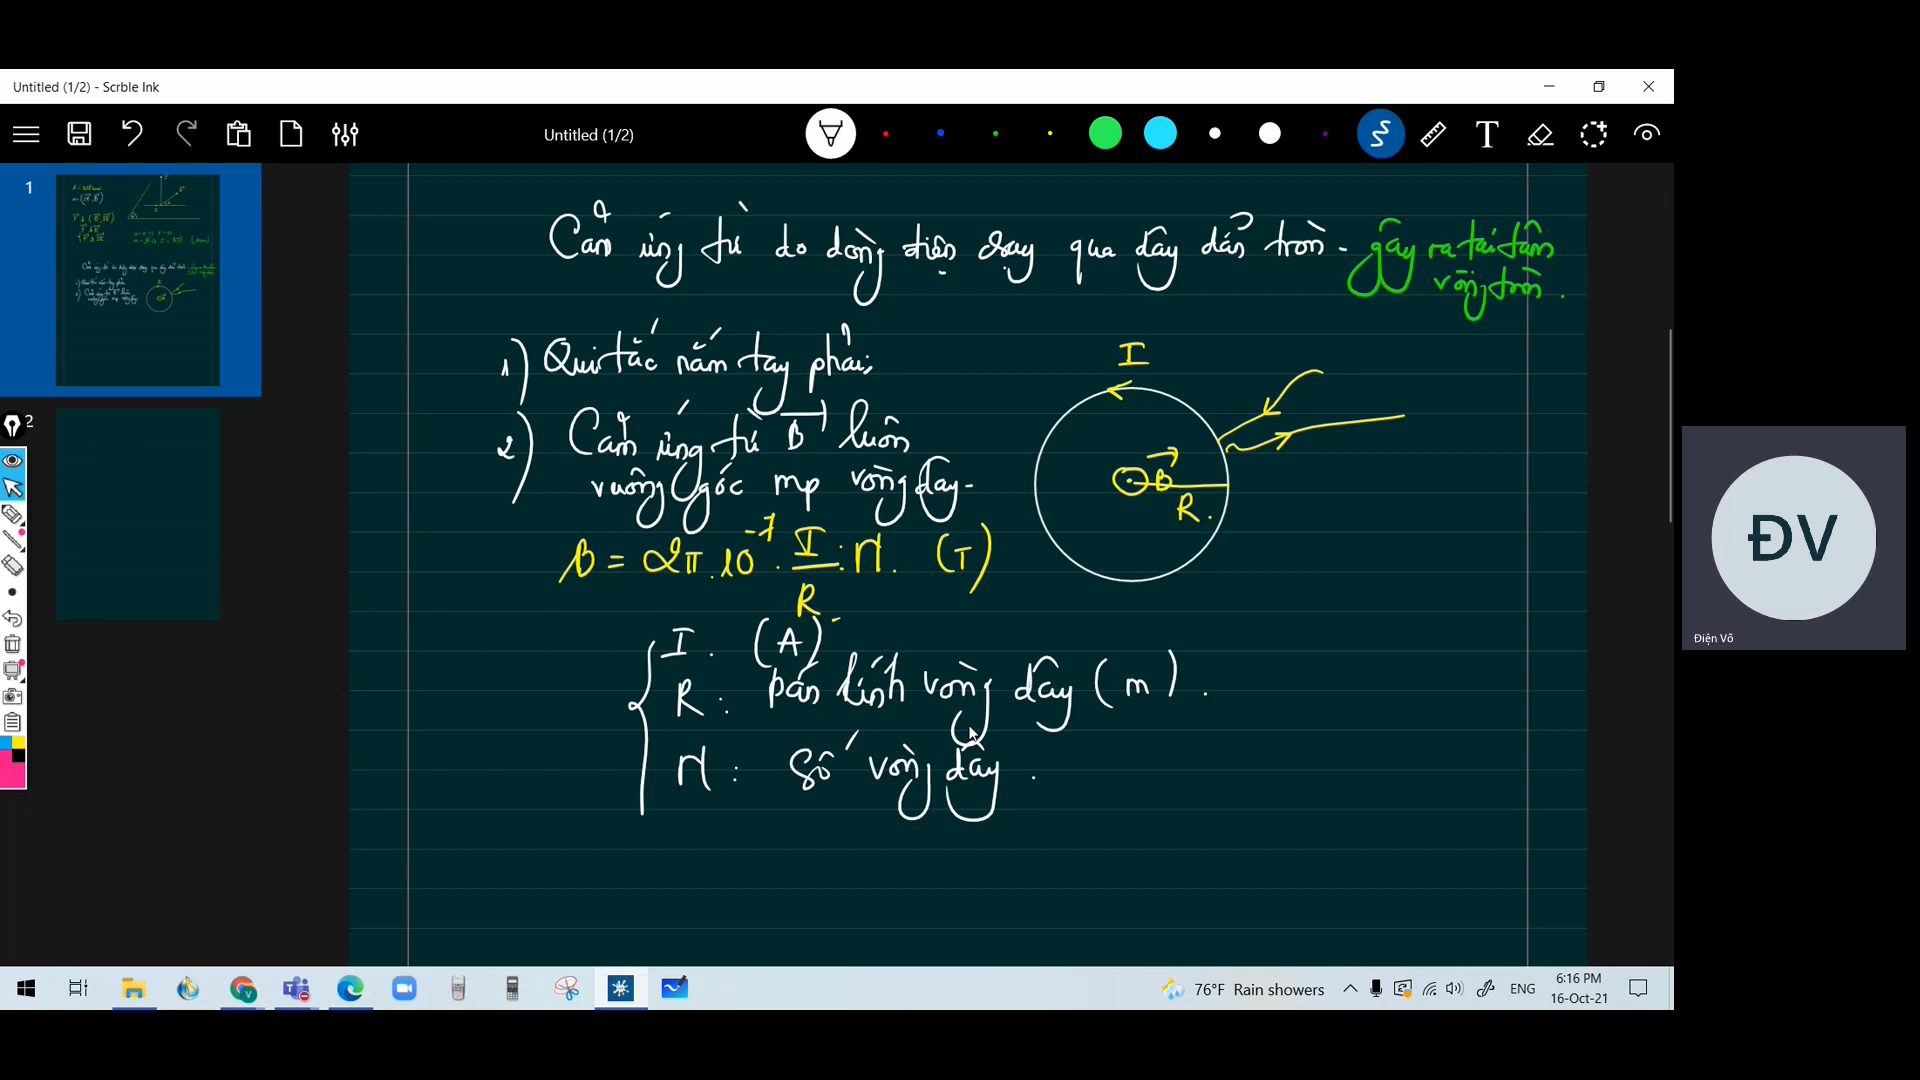 Untitled (1/2) - Scrble Ink
Untitled (1/2)
T
1
2
Cảm ứng từ do dòng điện chạy qua dây dẫn tròn - gây ra tại tâm
vòng tròn.
1) Qui tắc nắm tay phải;
2) Cảm ứng từ B luôn
vuông góc mp vòng dây-
B = 2π.10^-7 . I/R . N. (T)
I : (A)
R : bán kính vòng dây (m).
N : Số vòng dây.
I
B
R.
ĐV
Điện Võ
76°F Rain showers
ENG
6:16 PM
16-Oct-21